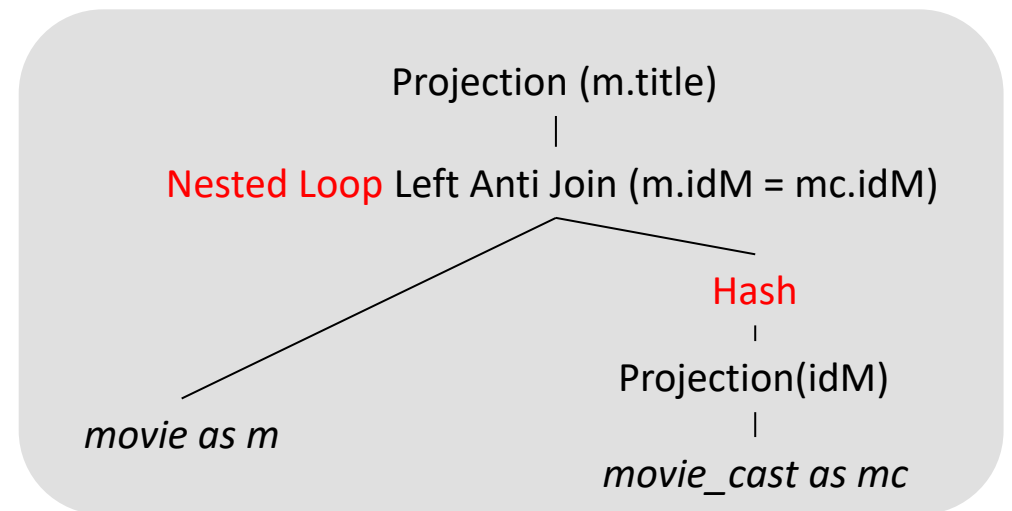 Projection (m.title)
Nested Loop Left Anti Join (m.idM = mc.idM)
Hash
Projection(idM)
movie as m
movie_cast as mc